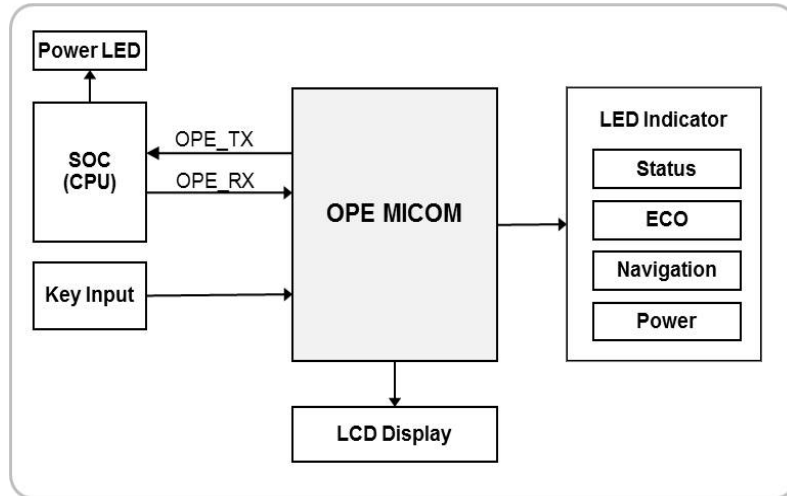 Power LED
SOC
(CPU)
OPE_TX
OPE_RX
Key Input
OPE MICOM
LCD Display
LED Indicator
Status
ECO
Navigation
Power